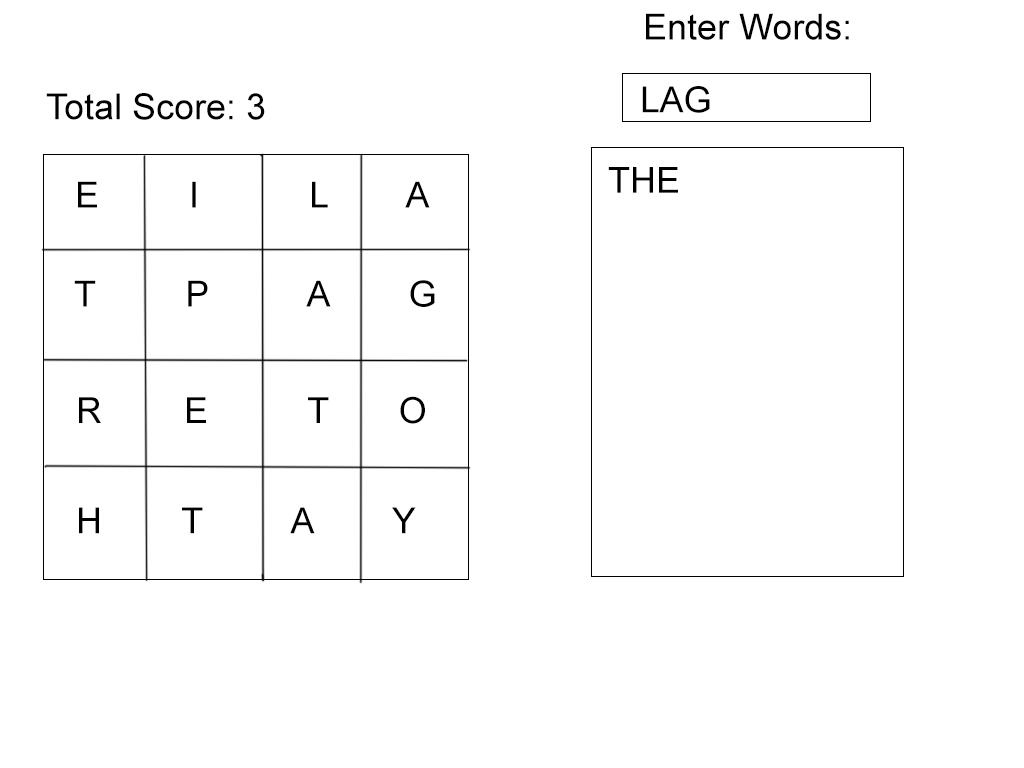 Enter Words:
Total Score: 3
LAG
THE
E I L A
T P A G
R E T O
H T A Y